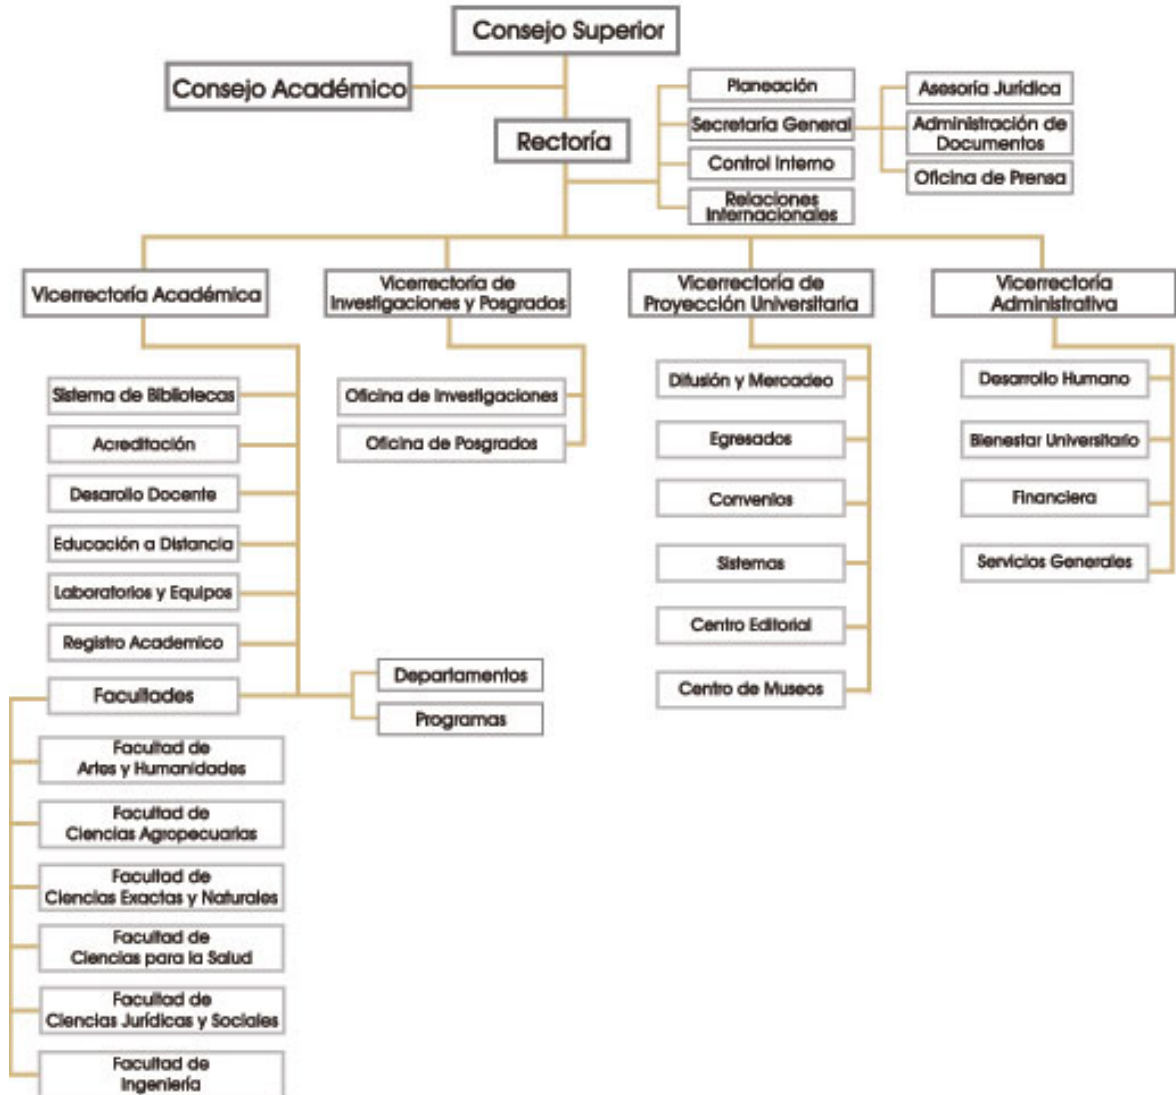 Consejo Superior
Consejo Académico
Rectoría
Planeación
Secretaría General
Control Interno
Relaciones
Internacionales
Asesoría Jurídica
Administración de
Documentos
Oficina de Prensa
Vicerrectoría Académica
Vicerrectoría de
Investigaciones y Posgrados
Vicerrectoría de
Proyección Universitaria
Vicerrectoría
Administrativa
Sistema de Bibliotecas
Acreditación
Desarollo Docente
Educación a Distancia
Laboratorios y Equipos
Registro Academico
Facultades
Departamentos
Programas
Facultad de
Artes y Humanidades
Facultad de
Ciencias Agropecuarias
Facultad de
Ciencias Exactas y Naturales
Facultad de
Ciencias para la Salud
Facultad de
Ciencias Jurídicas y Sociales
Facultad de
Ingeniería
Oficina de Investigaciones
Oficina de Posgrados
Difusión y Mercadeo
Egresados
Convenios
Sistemas
Centro Editorial
Centro de Museos
Desarrollo Humano
Bienestar Universitario
Financiera
Servicios Generales